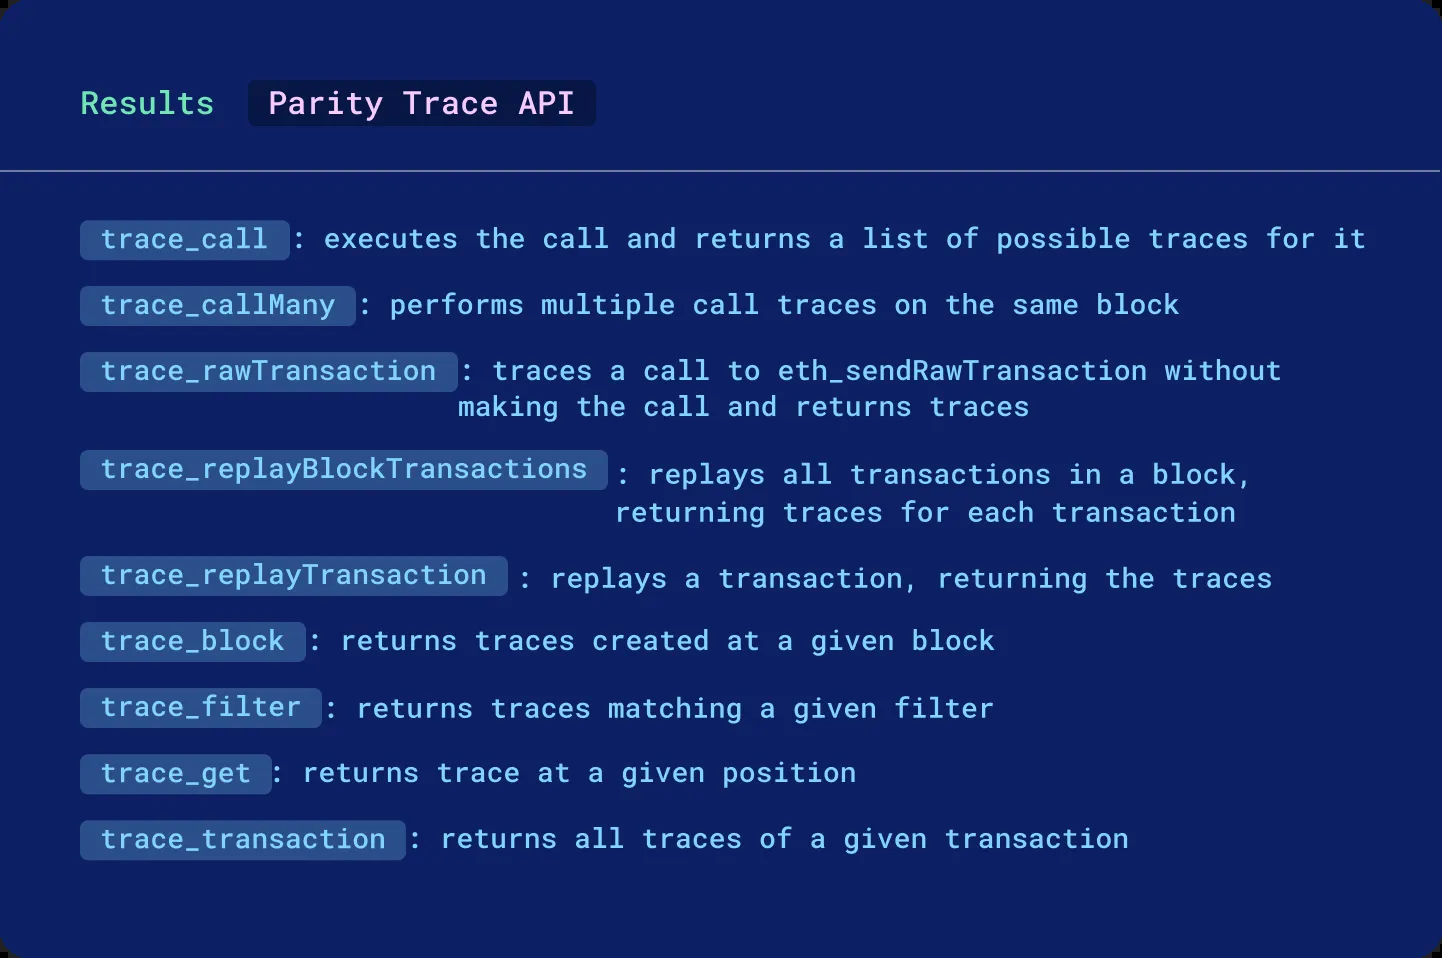 Results Parity Trace API
trace_call: executes the call and returns a list of possible traces for it
trace_callMany: performs multiple call traces on the same block
trace_rawTransaction: traces a call to eth_sendRawTransaction without
making the call and returns traces
trace_replayBlockTransactions: replays all transactions in a block,
returning traces for each transaction
trace_replayTransaction: replays a transaction, returning the traces
trace_block: returns traces created at a given block
trace_filter: returns traces matching a given filter
trace_get: returns trace at a given position
trace_transaction: returns all traces of a given transaction